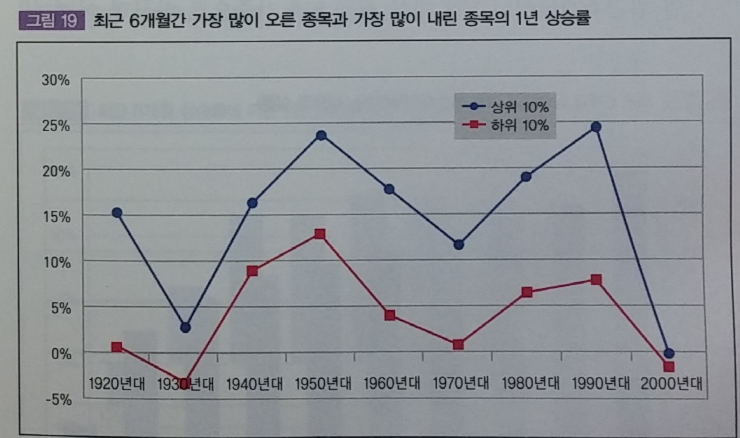 그림 19 최근 6개월간 가장 많이 오른 종목과 가장 많이 내린 종목의 1년 상승률
30%
상위 10%
25%
하위 10%
20%
15%
10%
5%
0%
1920년대 1930년대 1940년대 1950년대 1960년대 1970년대 1980년대 1990년대 2000년대
-5%